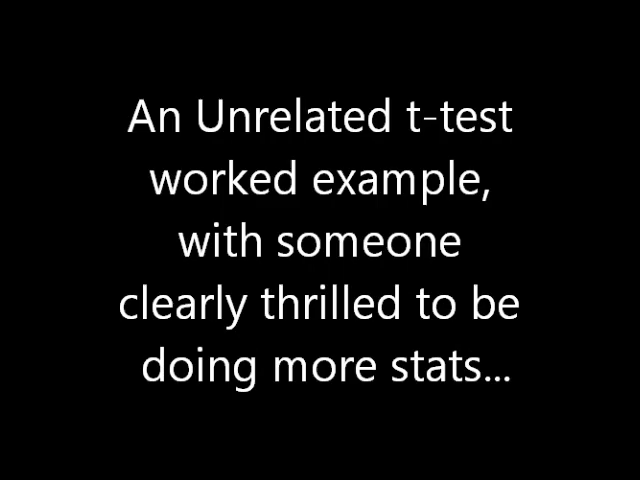 An Unrelated t-test
worked example,
with someone
clearly thrilled to be
doing more stats...